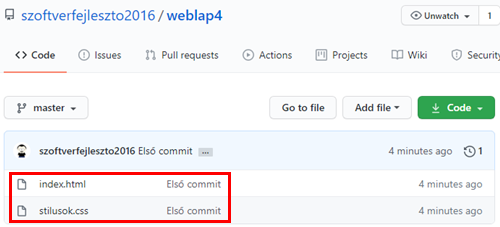 szoftverfejleszto2016 / weblap4
Unwatch 1
Code Issues Pull requests Actions Projects Wiki Security
master Go to file Add file Code
szoftverfejleszto2016 Első commit ... 4 minutes ago 1
index.html Első commit 4 minutes ago
stilusok.css Első commit 4 minutes ago